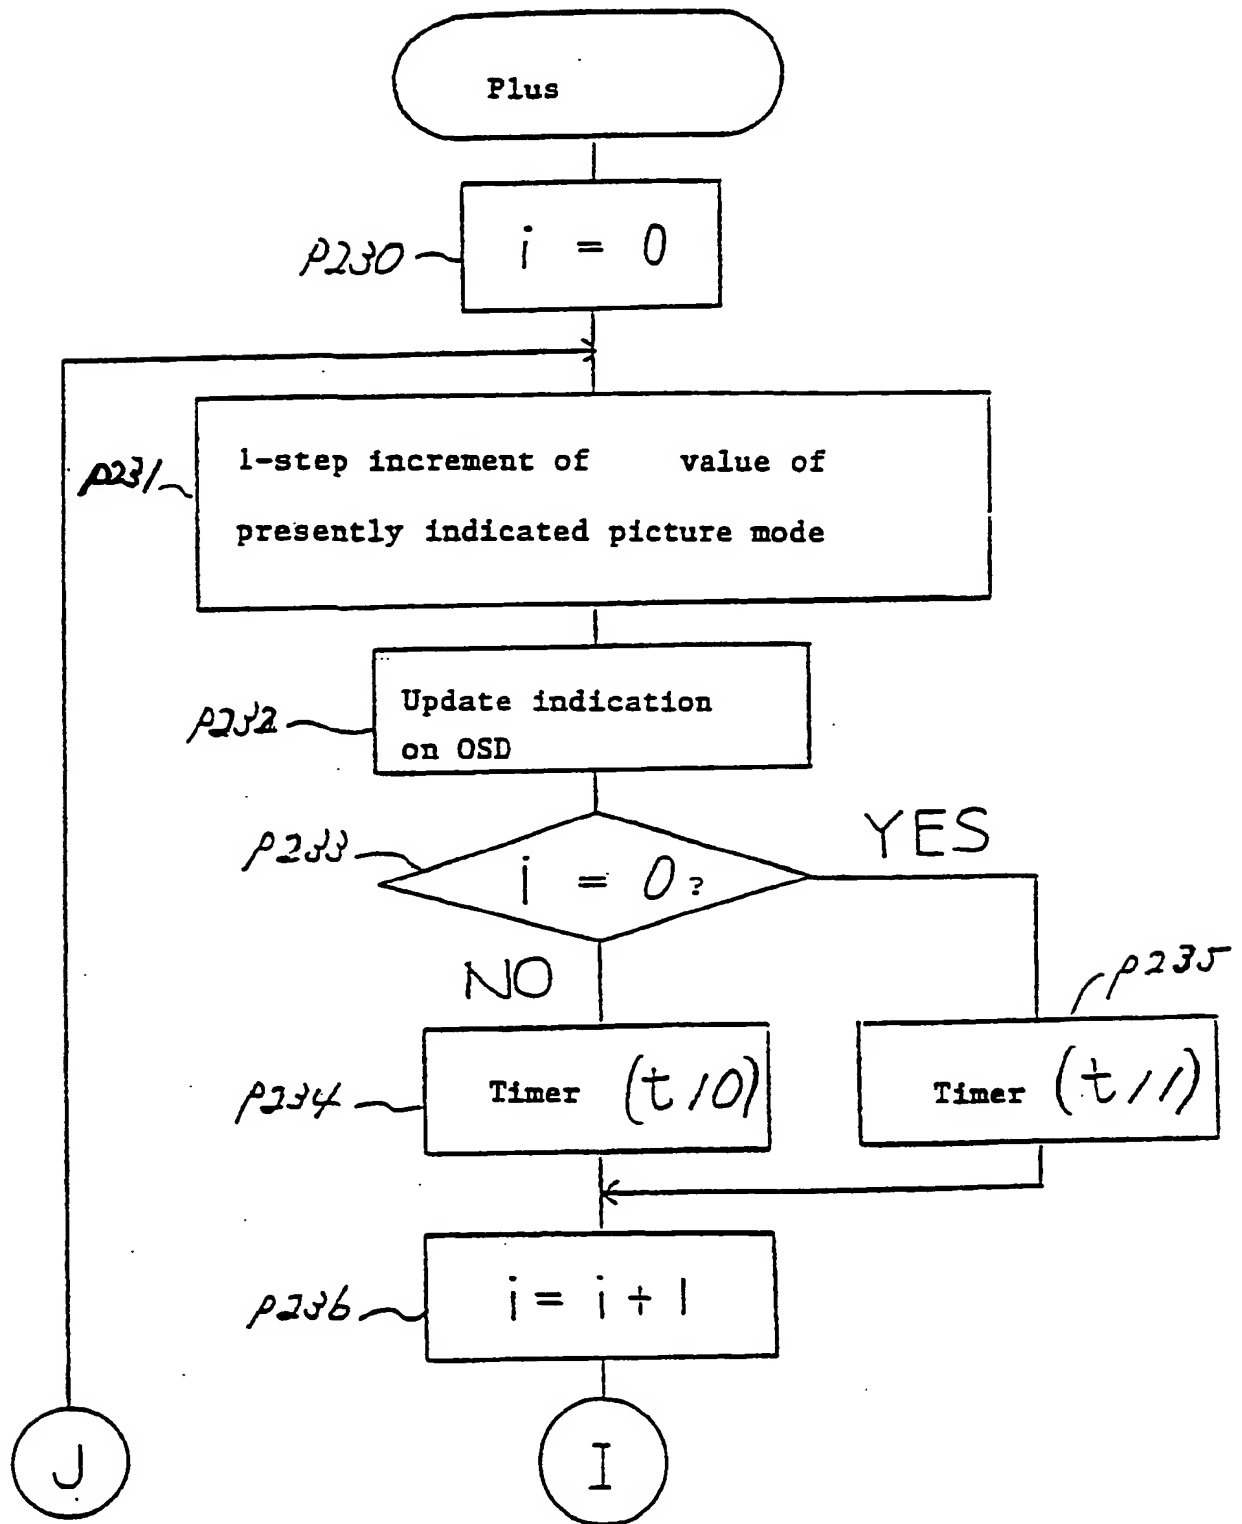 Plus
P230
i = 0
P231
1-step increment of value of
presently indicated picture mode
P232
Update indication
on OSD
P233
i = 0?
YES
NO
P235
P234
Timer (t10)
Timer (t11)
P236
i = i + 1
J
I